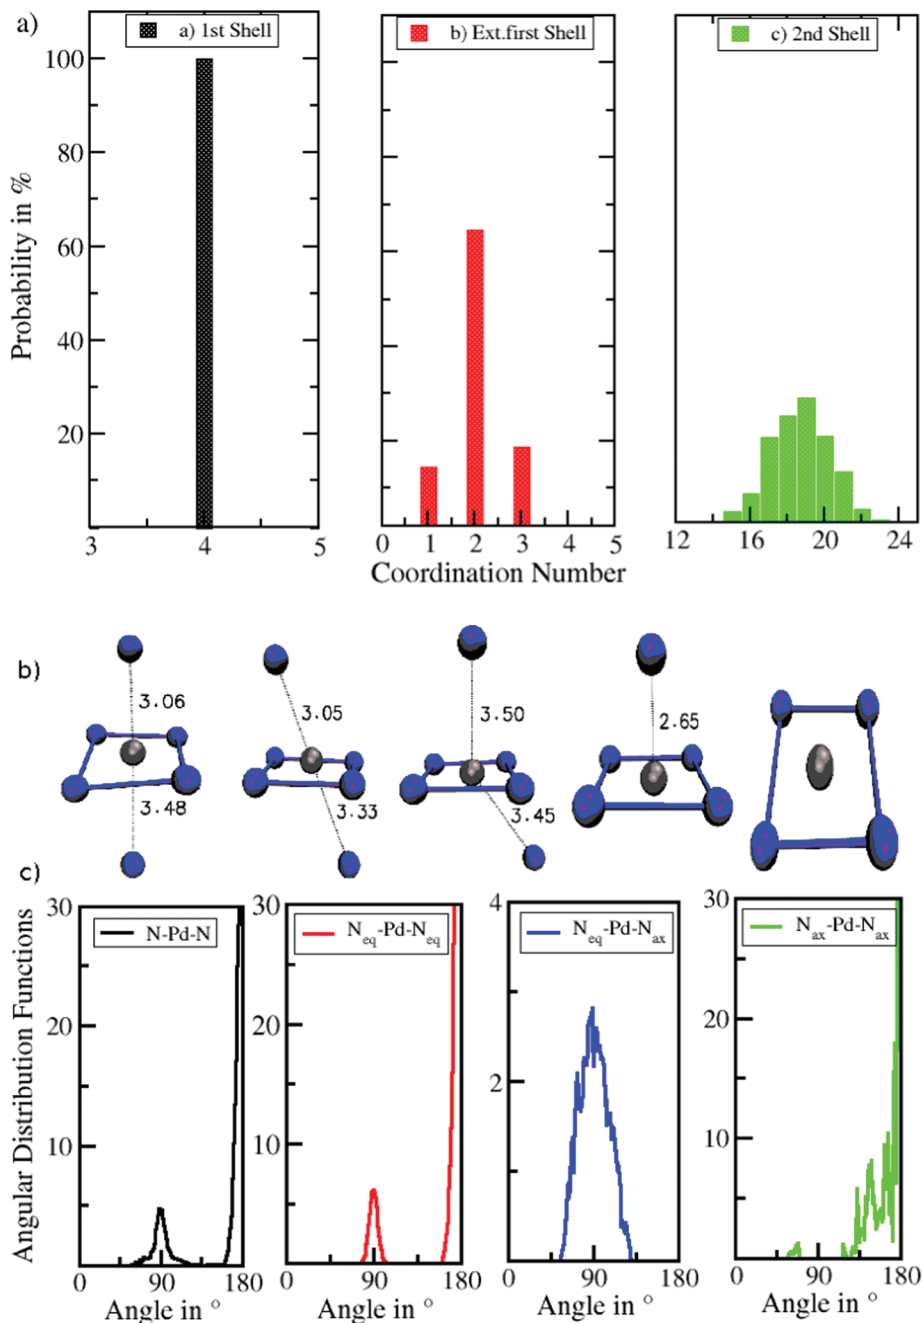 a)
a) 1st Shell
b) Ext.first Shell
c) 2nd Shell
Probability in %
100
80
60
40
20
3 4 5
0 1 2 3 4 5
12 16 20 24
Coordination Number
b)
3.06
3.48
3.05
3.33
3.50
3.45
2.65
c)
Angular Distribution Functions
N-Pd-N
30
20
10
0 90 180
Angle in °
Neq-Pd-Neq
30
20
10
0 90 180
Angle in °
Neq-Pd-Nax
4
2
0 90 180
Angle in °
Nax-Pd-Nax
30
20
10
0 90 180
Angle in °